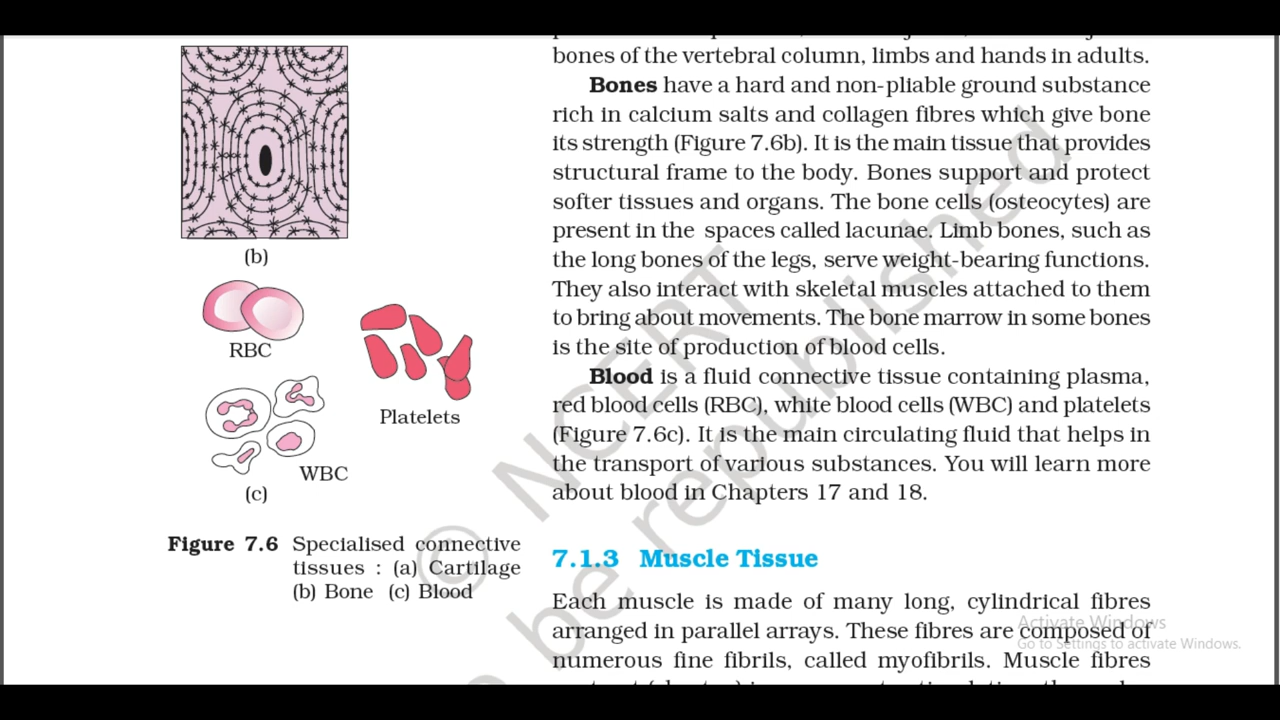 (b)
RBC
Platelets
WBC
(c)
Figure 7.6 Specialised connective
tissues : (a) Cartilage
(b) Bone (c) Blood
bones of the vertebral column, limbs and hands in adults.
Bones have a hard and non-pliable ground substance
rich in calcium salts and collagen fibres which give bone
its strength (Figure 7.6b). It is the main tissue that provides
structural frame to the body. Bones support and protect
softer tissues and organs. The bone cells (osteocytes) are
present in the spaces called lacunae. Limb bones, such as
the long bones of the legs, serve weight-bearing functions.
They also interact with skeletal muscles attached to them
to bring about movements. The bone marrow in some bones
is the site of production of blood cells.
Blood is a fluid connective tissue containing plasma,
red blood cells (RBC), white blood cells (WBC) and platelets
(Figure 7.6c). It is the main circulating fluid that helps in
the transport of various substances. You will learn more
about blood in Chapters 17 and 18.
7.1.3 Muscle Tissue
Each muscle is made of many long, cylindrical fibres
arranged in parallel arrays. These fibres are composed of
numerous fine fibrils, called myofibrils. Muscle fibres
© NCERT
be republished
Activate Windows
Go to Settings to activate Windows.